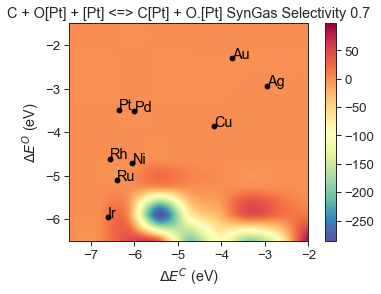 C + O[Pt] + [Pt] <=> C[Pt] + O.[Pt] SynGas Selectivity 0.7
−2
−3
−4
−5
−6
ΔE^O (eV)
Au
Ag
Pt
Pd
Cu
Rh
Ni
Ru
Ir
−7
−6
−5
−4
−3
−2
ΔE^C (eV)
50
0
−50
−100
−150
−200
−250